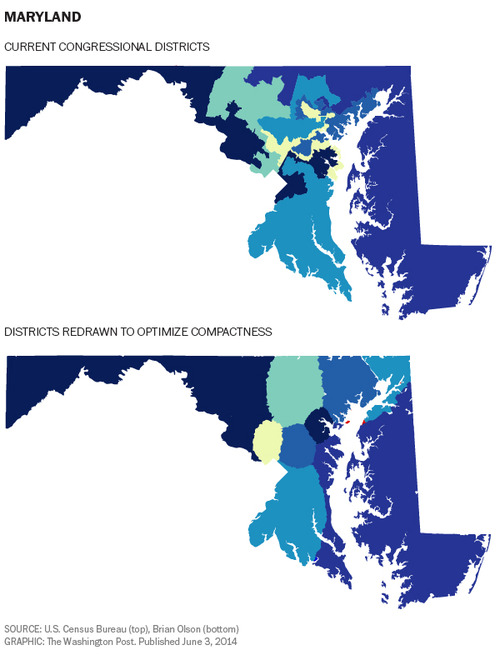 MARYLAND
CURRENT CONGRESSIONAL DISTRICTS
DISTRICTS REDRAWN TO OPTIMIZE COMPACTNESS
SOURCE: U.S. Census Bureau (top), Brian Olson (bottom)
GRAPHIC: The Washington Post. Published June 3, 2014